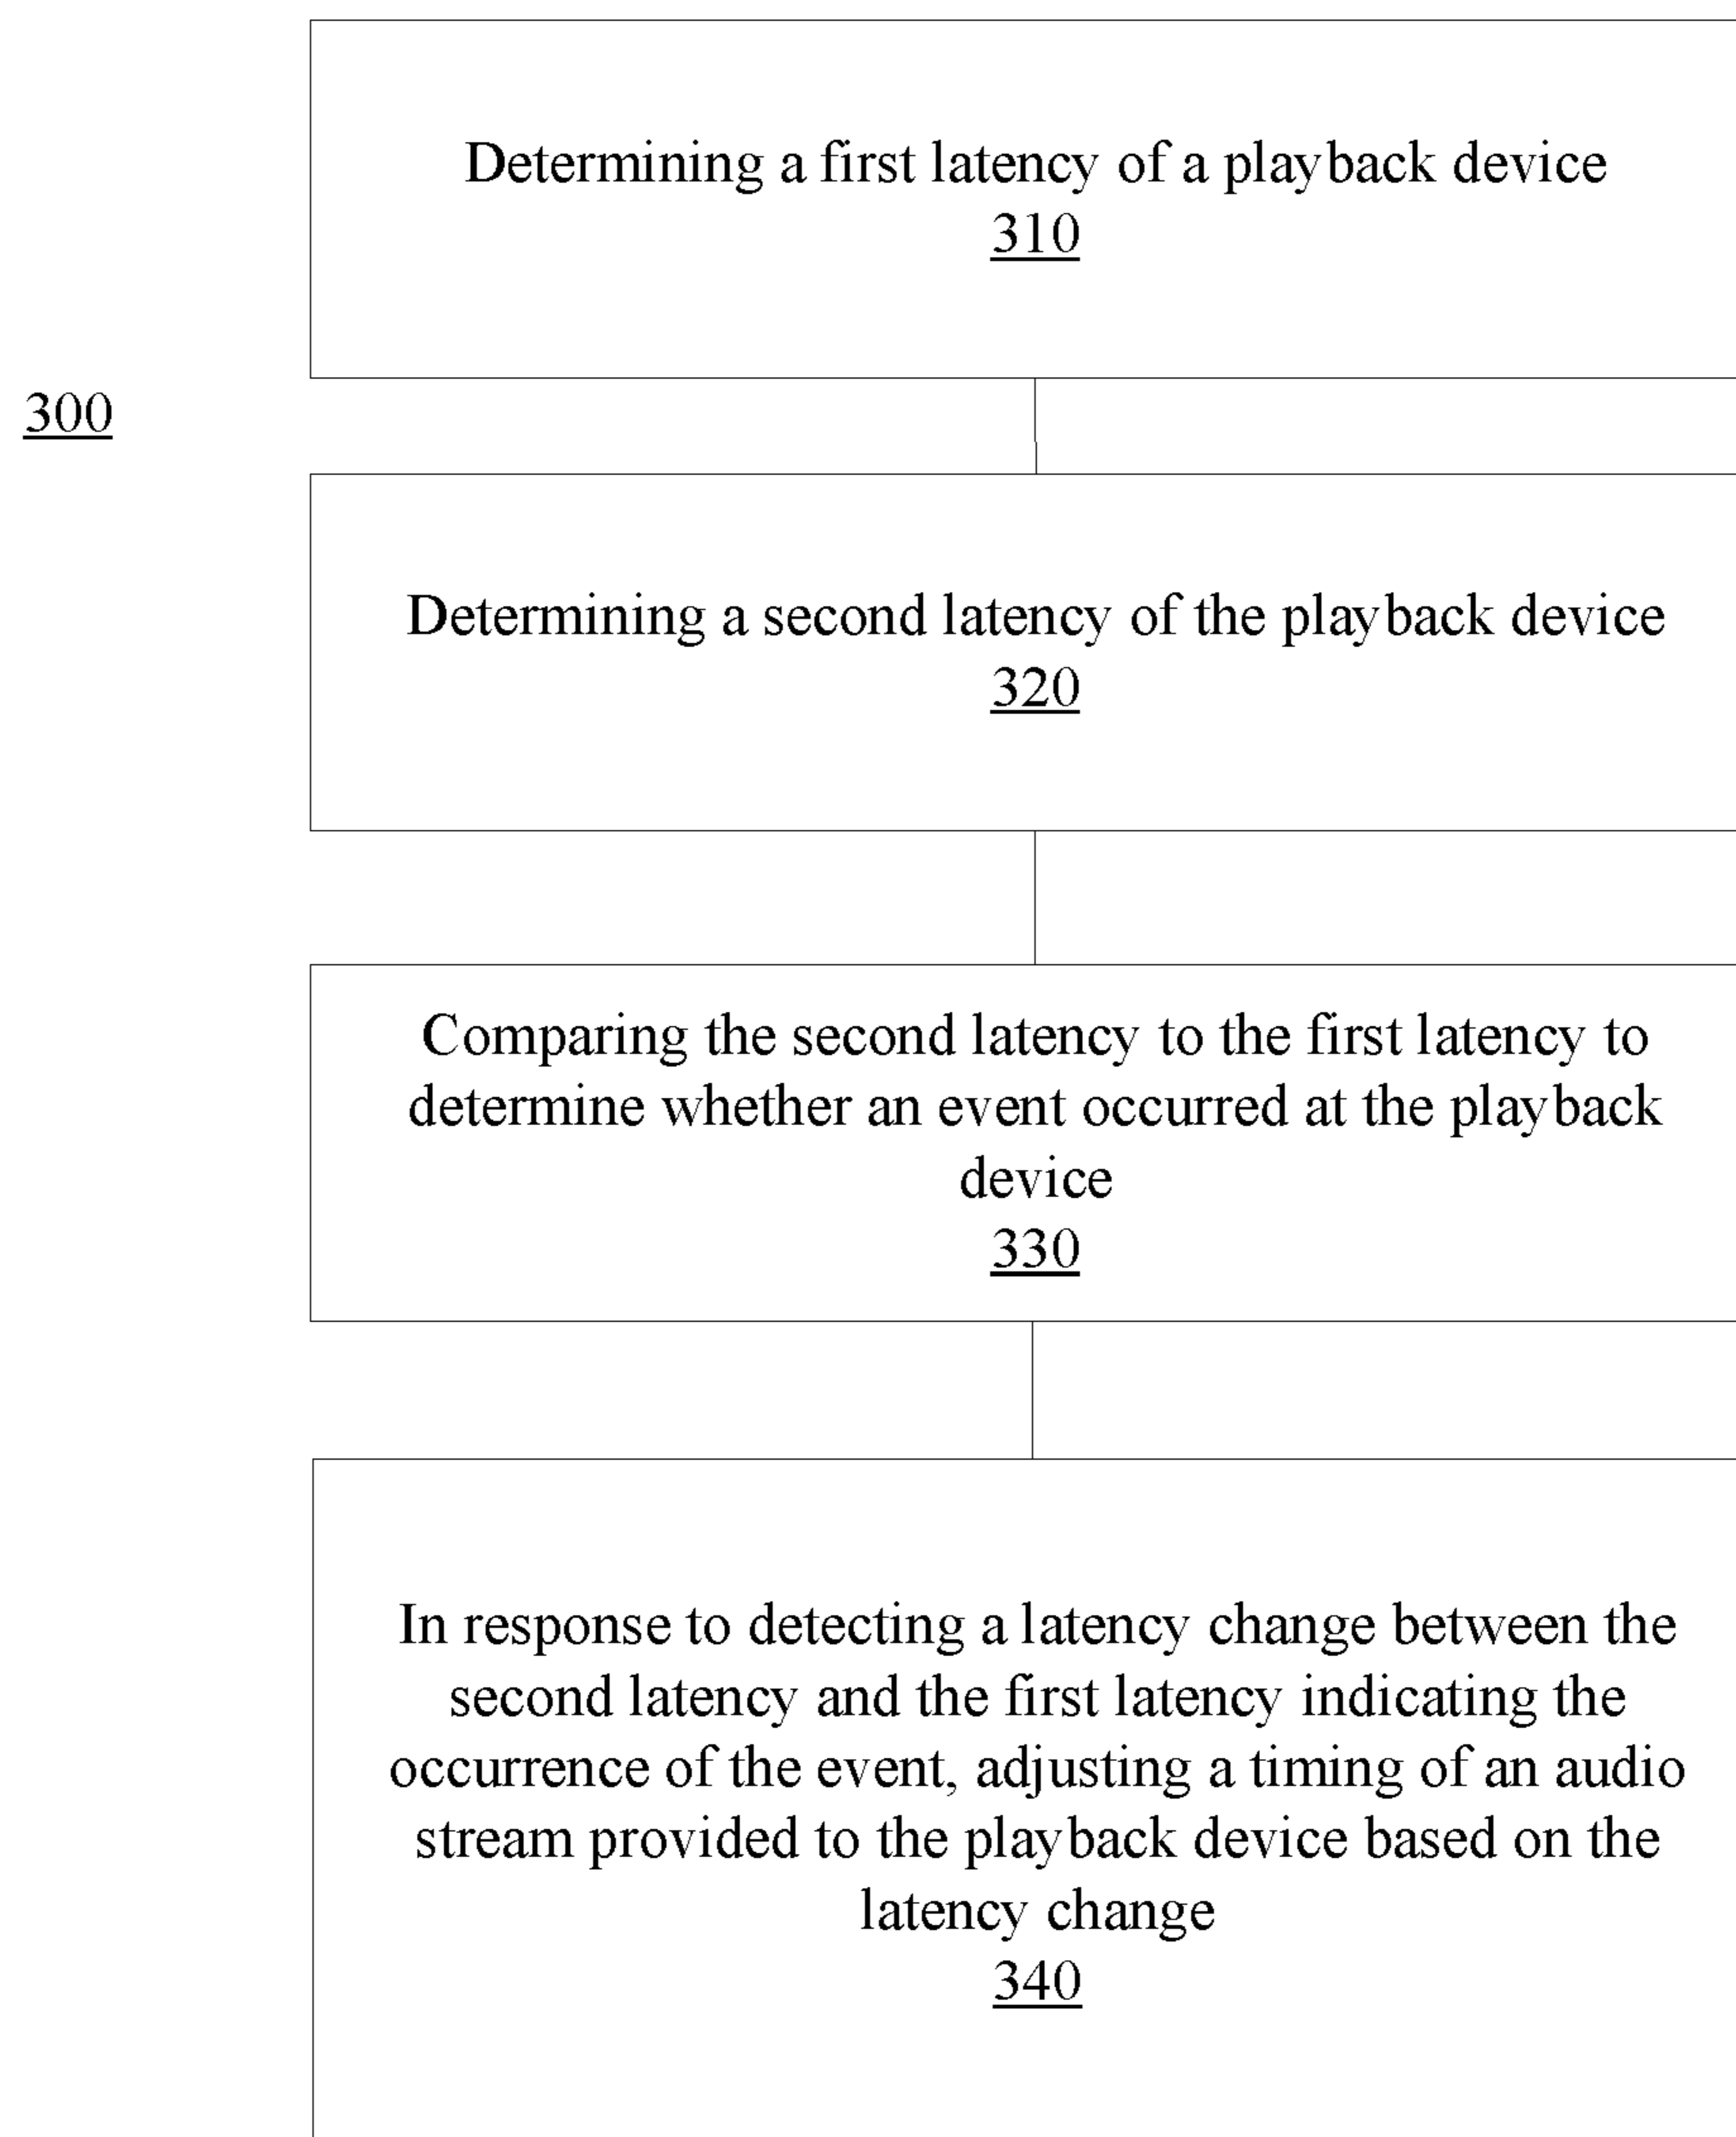 Determining a first latency of a playback device
310
300
Determining a second latency of the playback device
320
Comparing the second latency to the first latency to
determine whether an event occurred at the playback
device
330
In response to detecting a latency change between the
second latency and the first latency indicating the
occurrence of the event, adjusting a timing of an audio
stream provided to the playback device based on the
latency change
340